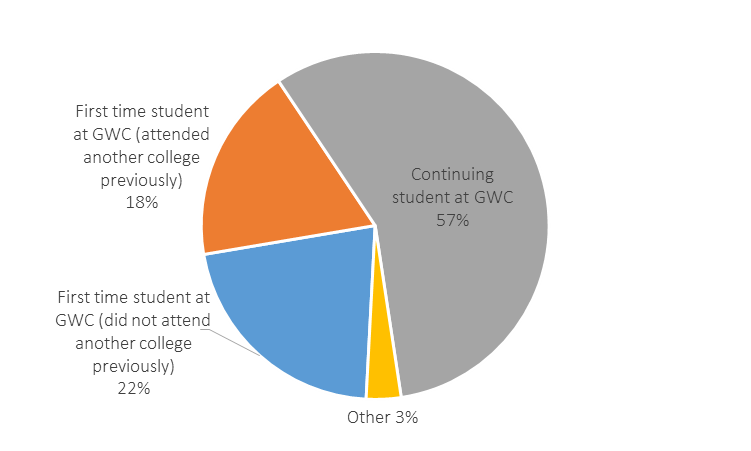 First time student
at GWC (attended
another college
previously)
18%
Continuing
student at GWC
57%
First time student at
GWC (did not attend
another college
previously)
22%
Other 3%